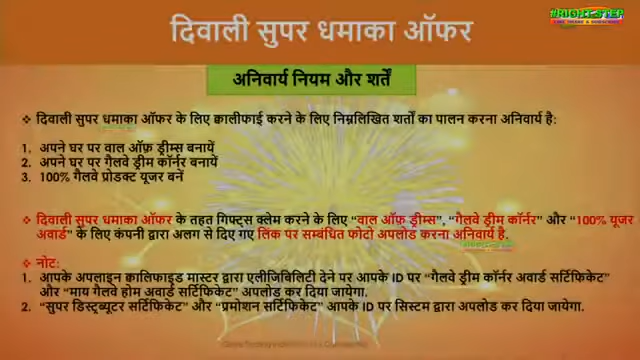 दिवाली सुपर धमाका ऑफर
अनिवार्य नियम और शर्तें
❖ दिवाली सुपर धमाका ऑफर के लिए क्वालीफाई करने के लिए निम्नलिखित शर्तों का पालन करना अनिवार्य है:
1. अपने घर पर वाल ऑफ़ ड्रीम्स बनायें
2. अपने घर पर गैलवे ड्रीम कॉर्नर बनायें
3. 100% गैलवे प्रोडक्ट यूजर बनें
❖ दिवाली सुपर धमाका ऑफर के तहत गिफ्ट्स क्लेम करने के लिए “वाल ऑफ़ ड्रीम्स”, “गैलवे ड्रीम कॉर्नर” और “100% यूजर
अवार्ड” के लिए कंपनी द्वारा अलग से दिए गए लिंक पर सम्बंधित फोटो अपलोड करना अनिवार्य है.
❖ नोट:
1. आपके अपलाइन क्वालिफाइड मास्टर द्वारा एलीजिबिलिटी देने पर आपके ID पर “गैलवे ड्रीम कॉर्नर अवार्ड सर्टिफिकेट”
और “माय गैलवे होम अवार्ड सर्टिफिकेट” अपलोड कर दिया जायेगा.
2. “सुपर डिस्ट्रब्यूटर सर्टिफिकेट” और “प्रमोशन सर्टिफिकेट” आपके ID पर सिस्टम द्वारा अपलोड कर दिया जायेगा.